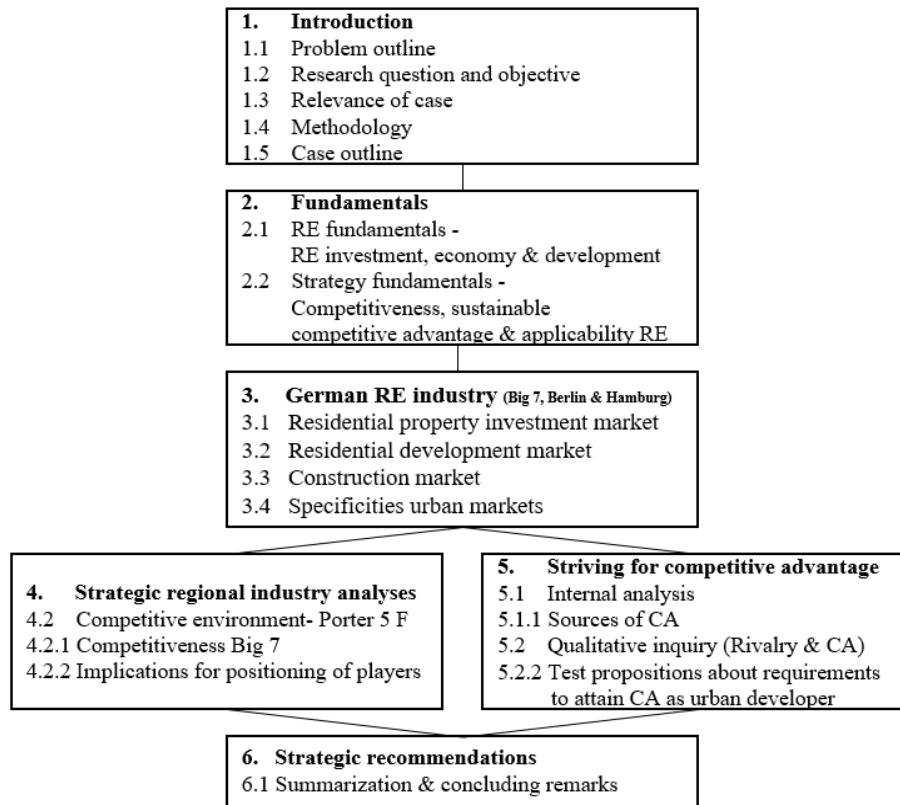 1. Introduction
1.1 Problem outline
1.2 Research question and objective
1.3 Relevance of case
1.4 Methodology
1.5 Case outline
2. Fundamentals
2.1 RE fundamentals -
RE investment, economy & development
2.2 Strategy fundamentals -
Competitiveness, sustainable
competitive advantage & applicability RE
3. German RE industry (Big 7, Berlin & Hamburg)
3.1 Residential property investment market
3.2 Residential development market
3.3 Construction market
3.4 Specificities urban markets
4. Strategic regional industry analyses
4.2 Competitive environment- Porter 5 F
4.2.1 Competitiveness Big 7
4.2.2 Implications for positioning of players
5. Striving for competitive advantage
5.1 Internal analysis
5.1.1 Sources of CA
5.2 Qualitative inquiry (Rivalry & CA)
5.2.2 Test propositions about requirements
to attain CA as urban developer
6. Strategic recommendations
6.1 Summarization & concluding remarks